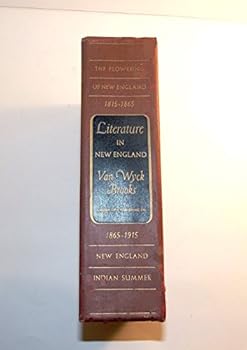 THE FLOWERING
OF NEW ENGLAND
1815-1865
Literature
IN
NEW ENGLAND
Van Wyck
Brooks
1865-1915
NEW ENGLAND
INDIAN SUMMER